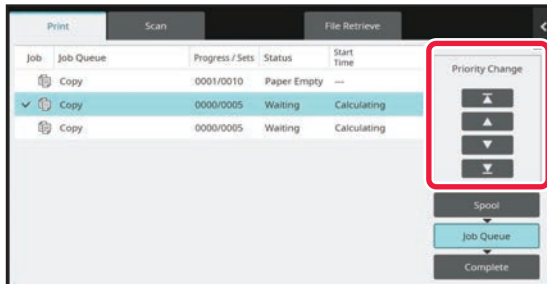 Print Scan File Retrieve
Job Job Queue Progress / Sets Status Start Time
Copy 0001/0010 Paper Empty ---
Copy 0000/0005 Waiting Calculating
Copy 0000/0005 Waiting Calculating
Priority Change
Spool
Job Queue
Complete